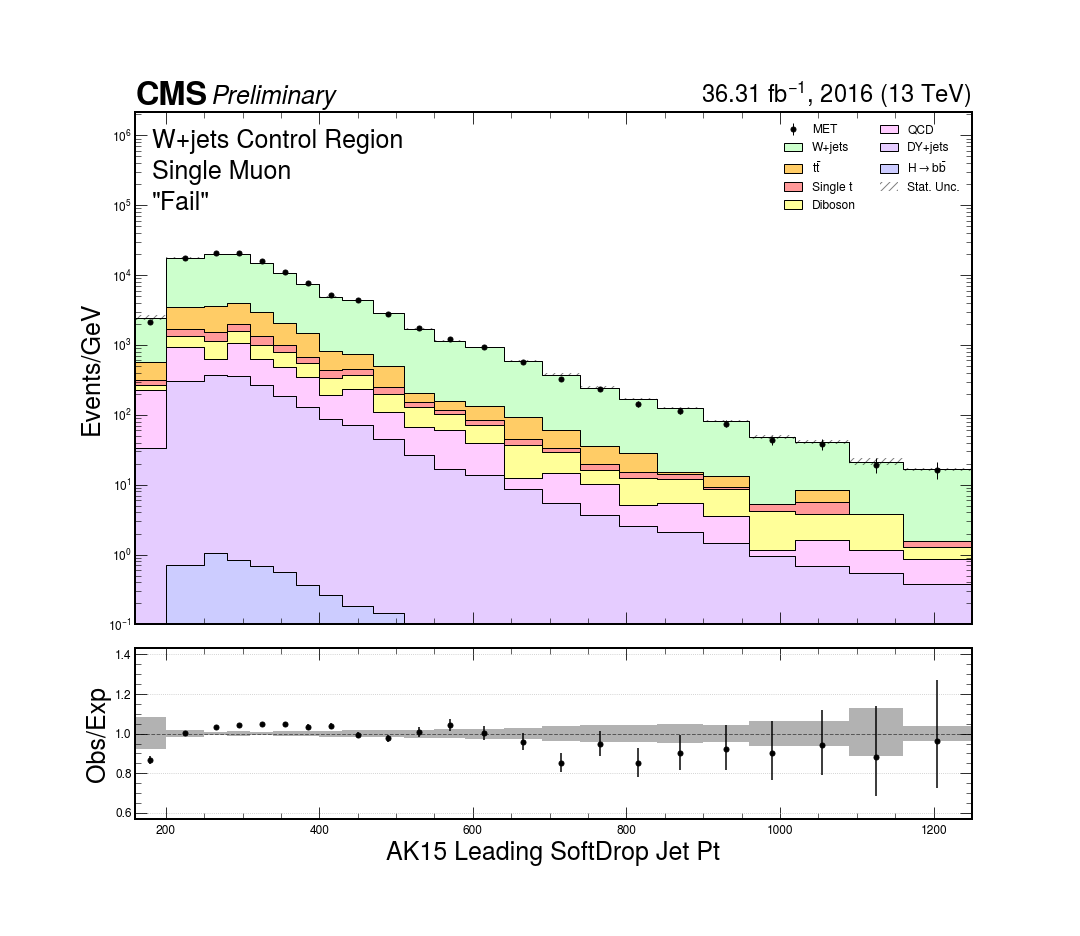 CMS Preliminary
36.31 fb⁻¹, 2016 (13 TeV)
W+jets Control Region
Single Muon
"Fail"
MET
W+jets
tt̄
Single t
Diboson
QCD
DY+jets
H→bb̄
Stat. Unc.
Events/GeV
10⁶
10⁵
10⁴
10³
10²
10¹
10⁰
10⁻¹
Obs/Exp
1.4
1.2
1.0
0.8
0.6
200 400 600 800 1000 1200
AK15 Leading SoftDrop Jet Pt